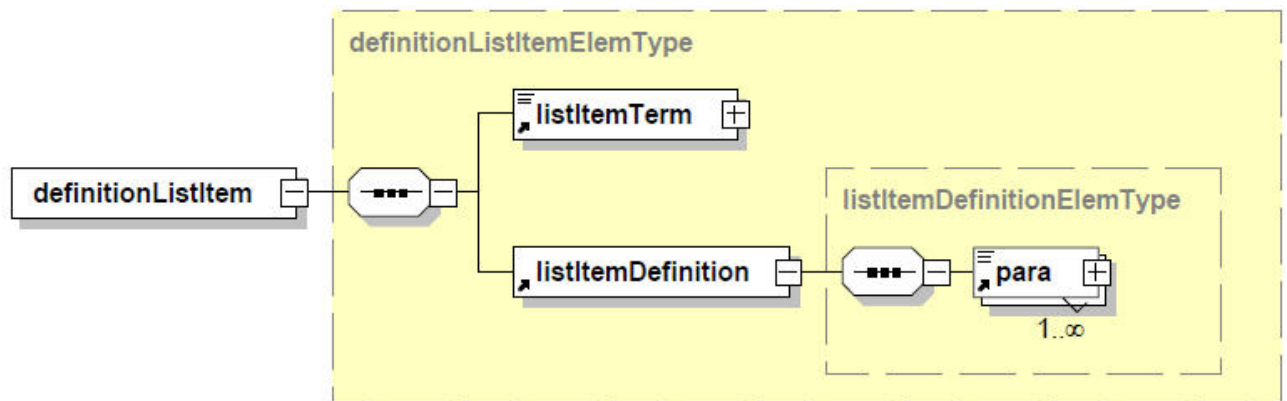 definitionListItemElemType
listItemTerm
definitionListItem
listItemDefinitionElemType
listItemDefinition
para
1..∞